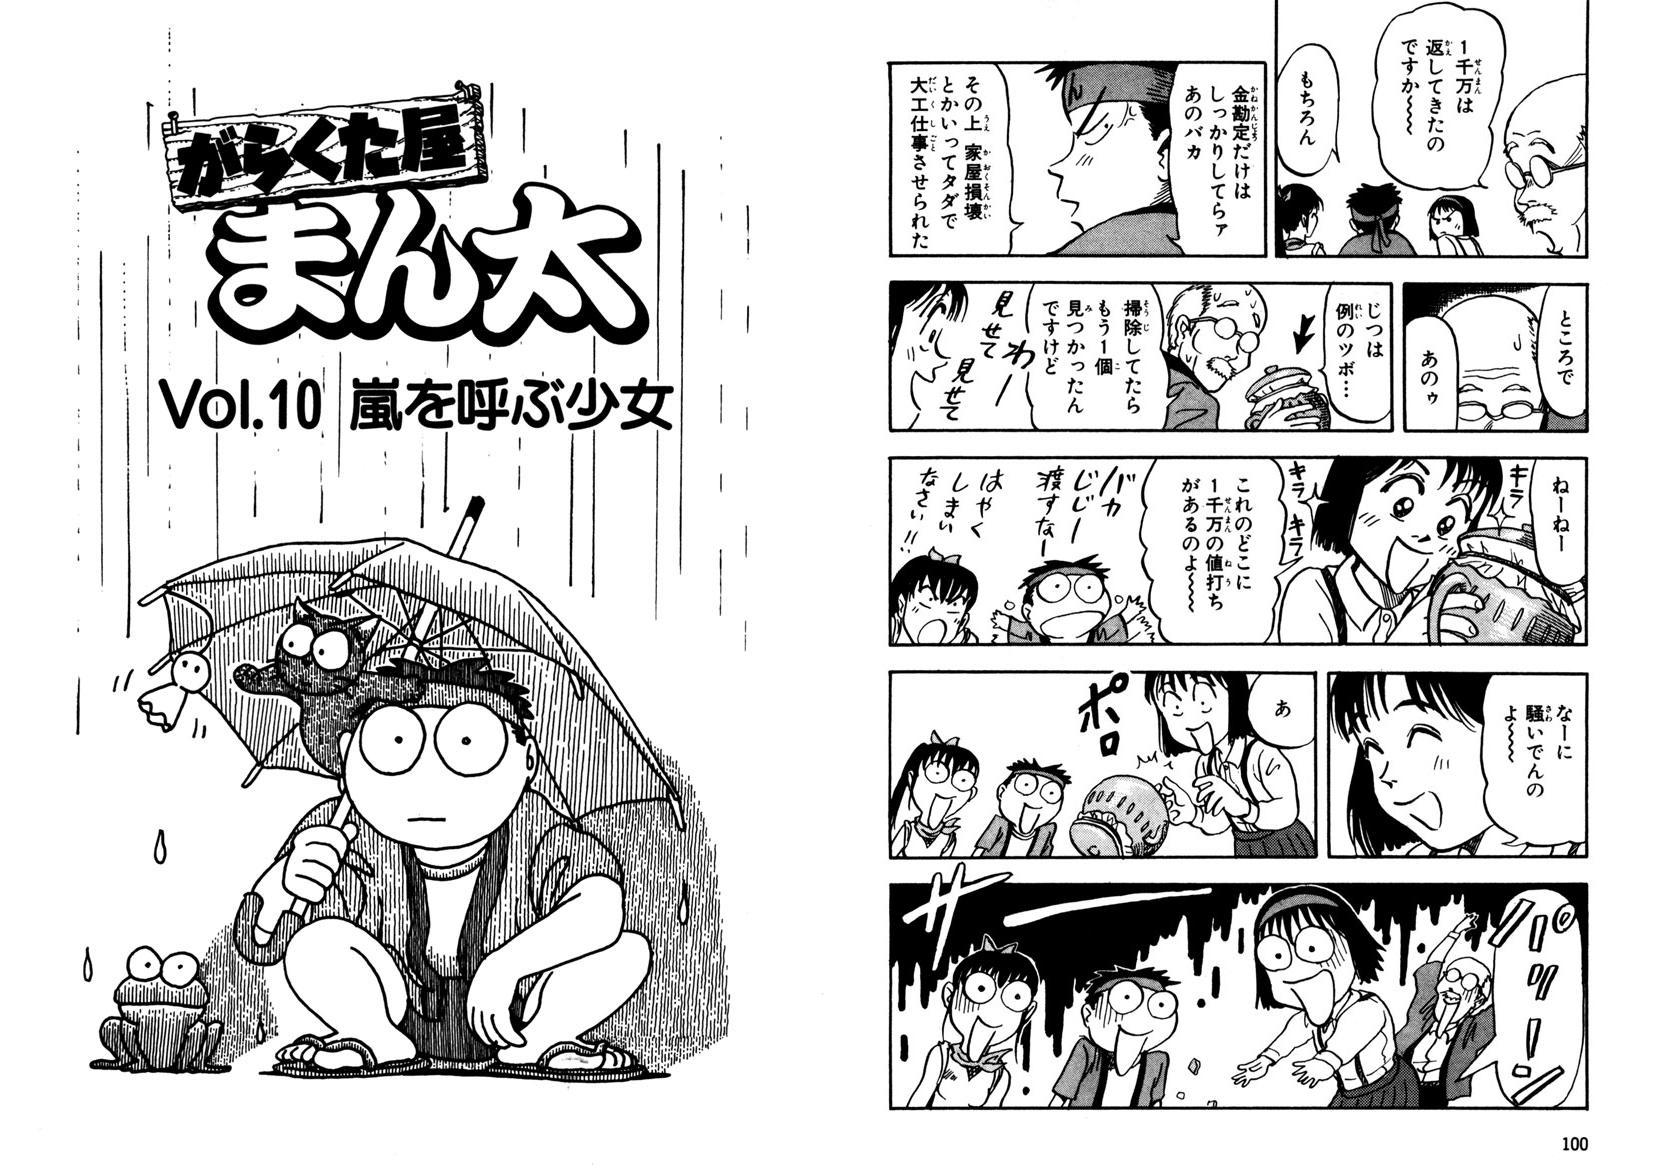 1千万は
返してきたの
ですか〜〜
もちろん
金勘定だけは
しっかりしてらァ
あのバカ
その上 家屋損壊
とかいってタダで
大工仕事させられた
ところで
あのゥ
じつは
例のツボ…
掃除してたら
もう1個
見つかったん
ですけど
見せて
わー
見せて
ねーねー
キラ
キラ
キラ
これのどこに
1千万の値打ち
があるのよ〜〜
バカ
じじー
渡すなー
はやく
しまい
なさい!!
なーに
騒いでんの
よ〜〜
あ
ポロ
パリーン
サーー
100
がらくた屋
まん太
Vol.10 嵐を呼ぶ少女